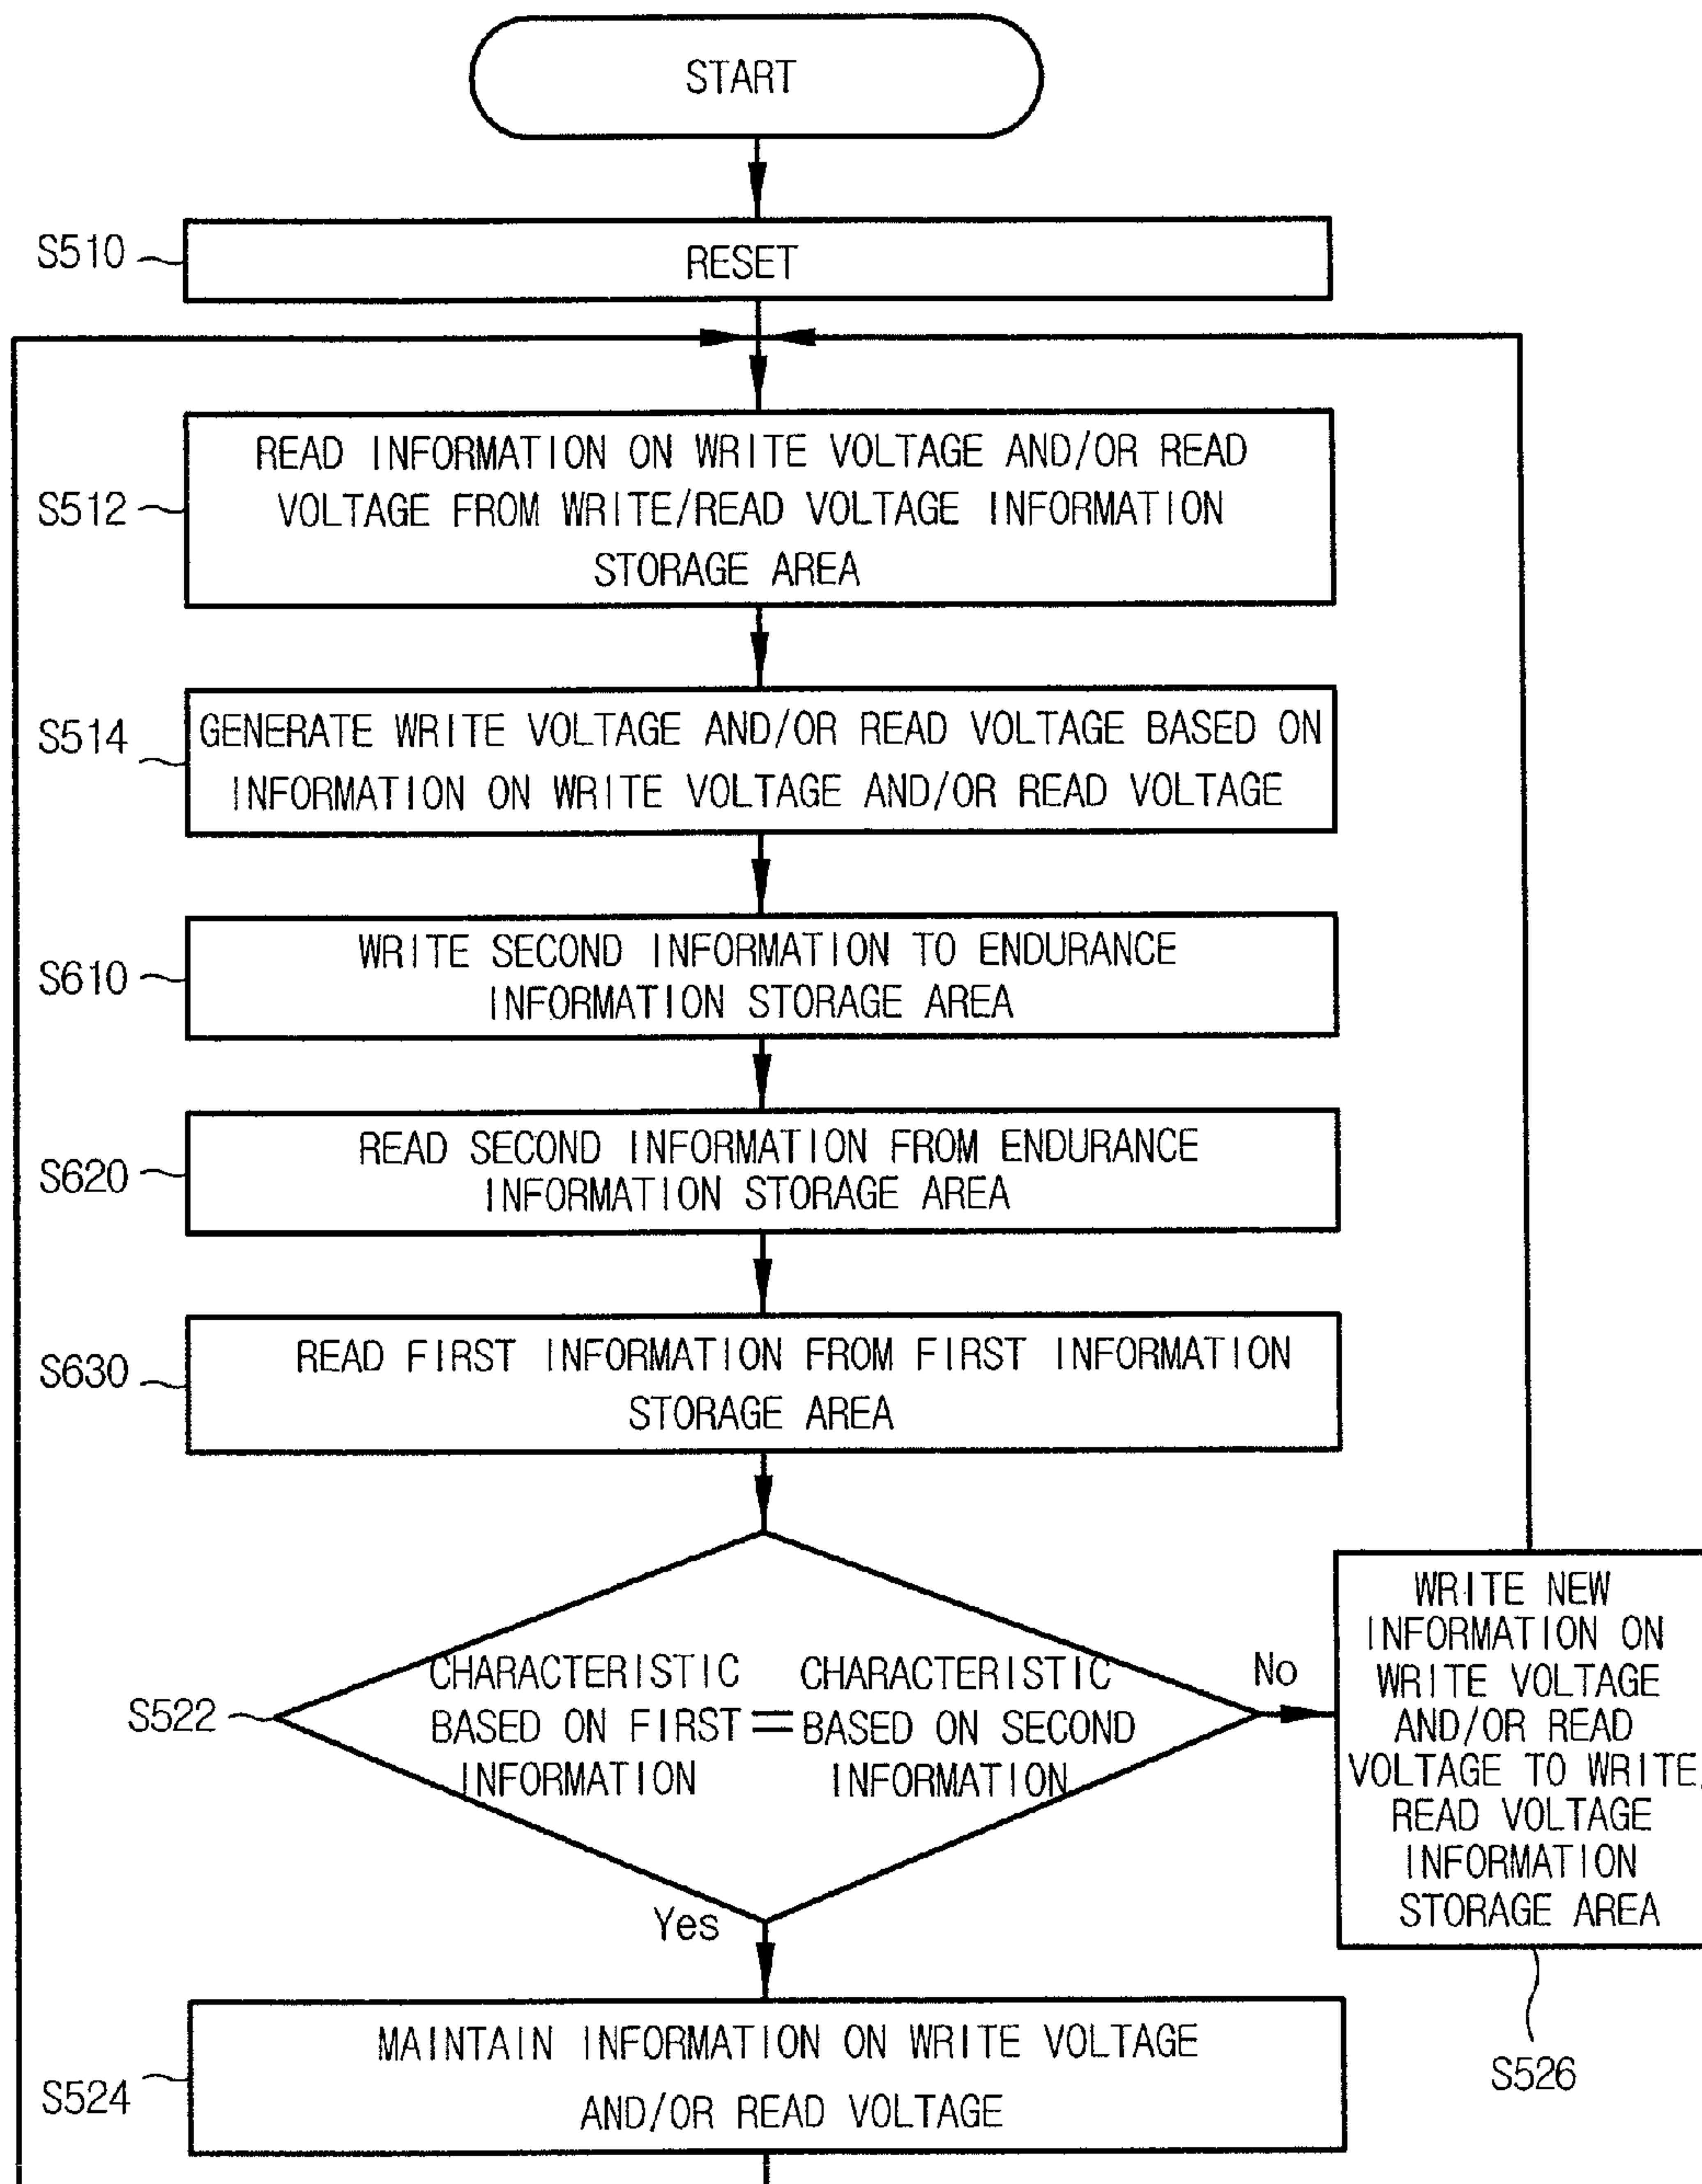 START
S510
RESET
S512
READ INFORMATION ON WRITE VOLTAGE AND/OR READ
VOLTAGE FROM WRITE/READ VOLTAGE INFORMATION
STORAGE AREA
S514
GENERATE WRITE VOLTAGE AND/OR READ VOLTAGE BASED ON
INFORMATION ON WRITE VOLTAGE AND/OR READ VOLTAGE
S610
WRITE SECOND INFORMATION TO ENDURANCE
INFORMATION STORAGE AREA
S620
READ SECOND INFORMATION FROM ENDURANCE
INFORMATION STORAGE AREA
S630
READ FIRST INFORMATION FROM FIRST INFORMATION
STORAGE AREA
S522
CHARACTERISTIC
BASED ON FIRST
INFORMATION
=
CHARACTERISTIC
BASED ON SECOND
INFORMATION
No
WRITE NEW
INFORMATION ON
WRITE VOLTAGE
AND/OR READ
VOLTAGE TO WRITE/
READ VOLTAGE
INFORMATION
STORAGE AREA
S526
Yes
S524
MAINTAIN INFORMATION ON WRITE VOLTAGE
AND/OR READ VOLTAGE